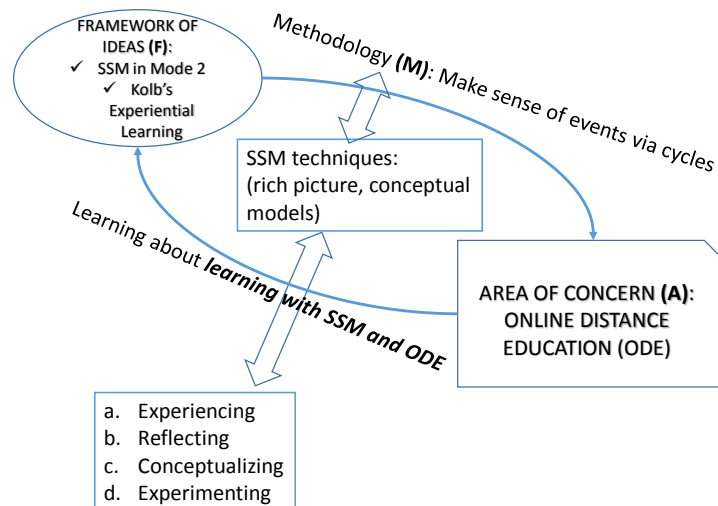 FRAMEWORK OF
IDEAS (F):
✓ SSM in Mode 2
✓ Kolb's
Experiential
Learning
Methodology (M): Make sense of events via cycles
SSM techniques:
(rich picture, conceptual
models)
Learning about learning with SSM and ODE
AREA OF CONCERN (A):
ONLINE DISTANCE
EDUCATION (ODE)
a. Experiencing
b. Reflecting
c. Conceptualizing
d. Experimenting